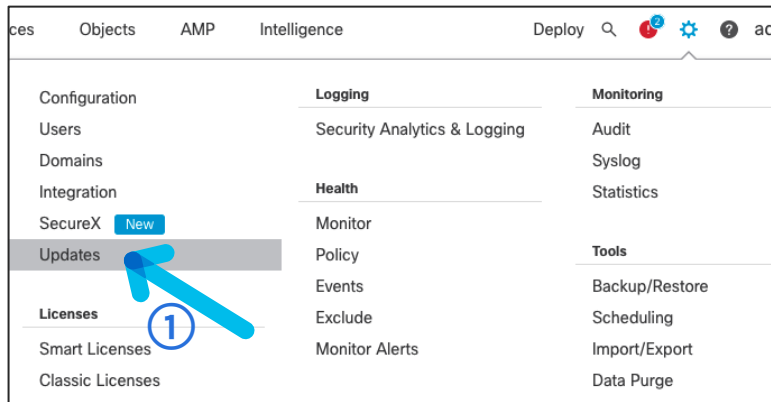 ces Objects AMP Intelligence Deploy 2 ? ac
Configuration
Users
Domains
Integration
SecureX New
Updates
Licenses
Smart Licenses
Classic Licenses
Logging
Security Analytics & Logging
Health
Monitor
Policy
Events
Exclude
Monitor Alerts
Monitoring
Audit
Syslog
Statistics
Tools
Backup/Restore
Scheduling
Import/Export
Data Purge
1